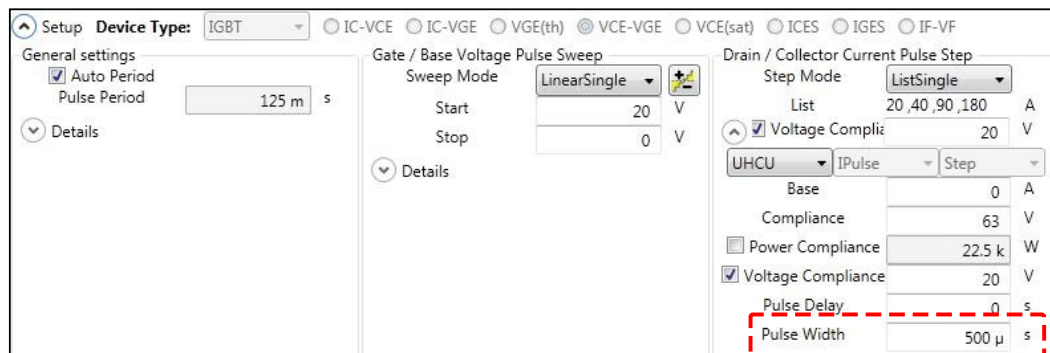 Setup Device Type: IGBT IC-VCE IC-VGE VGE(th) VCE-VGE VCE(sat) ICES IGES IF-VF
General settings
Auto Period
Pulse Period 125 m s
Details
Gate / Base Voltage Pulse Sweep
Sweep Mode LinearSingle
Start 20 V
Stop 0 V
Details
Drain / Collector Current Pulse Step
Step Mode ListSingle
List 20 ,40 ,90 ,180 A
Voltage Complia 20 V
UHCU IPulse Step
Base 0 A
Compliance 63 V
Power Compliance 22.5 k W
Voltage Compliance 20 V
Pulse Delay 0 s
Pulse Width 500 μ s